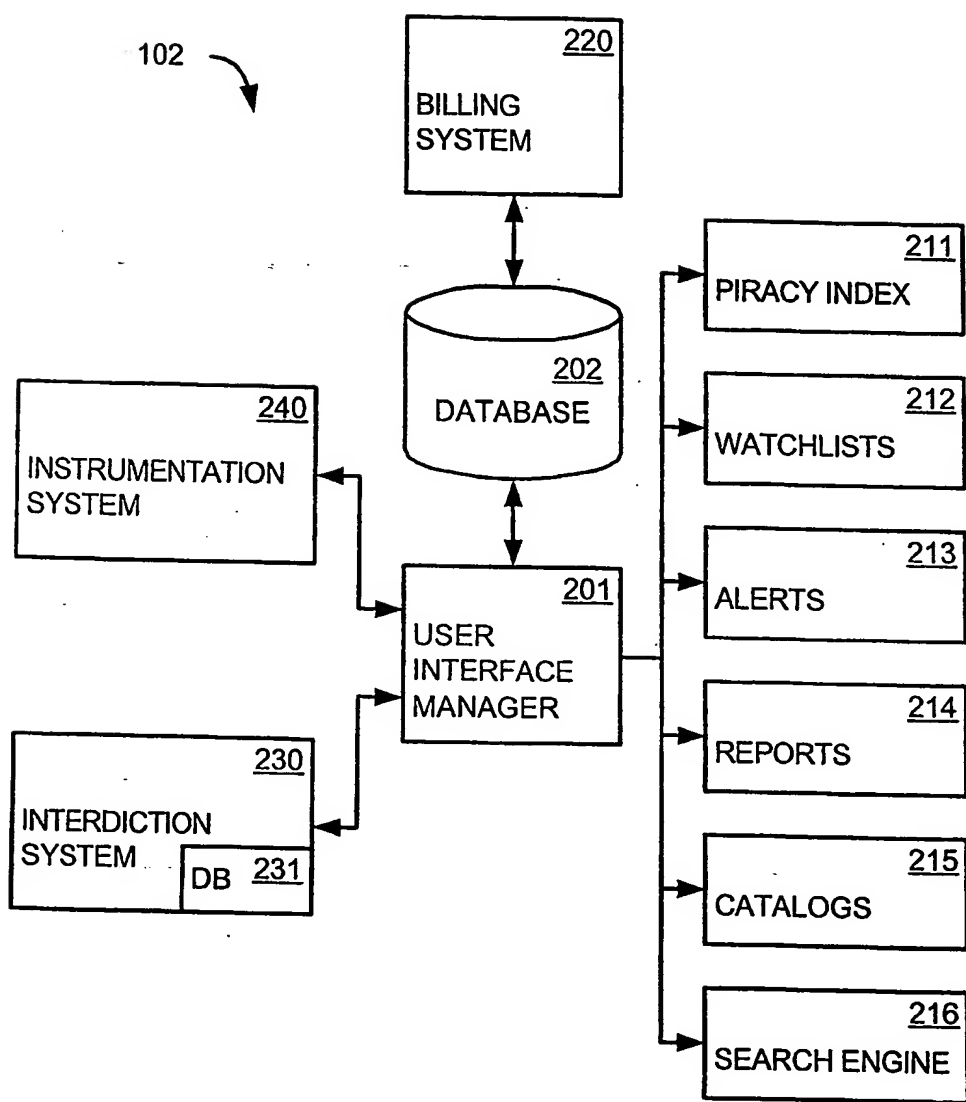 102
220
BILLING
SYSTEM
202
DATABASE
211
PIRACY INDEX
240
INSTRUMENTATION
SYSTEM
212
WATCHLISTS
201
USER
INTERFACE
MANAGER
213
ALERTS
214
REPORTS
230
INTERDICTION
SYSTEM
DB 231
215
CATALOGS
216
SEARCH ENGINE